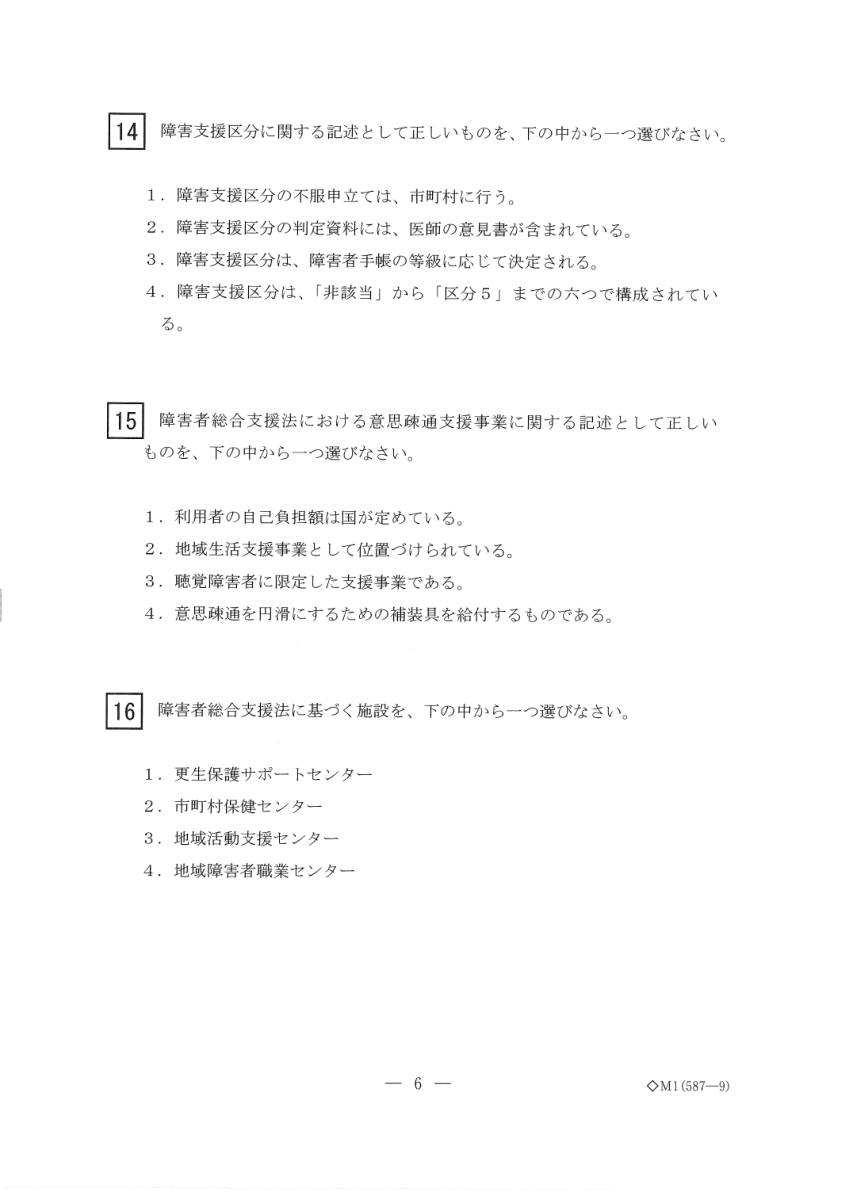 14 障害支援区分に関する記述として正しいものを、下の中から一つ選びなさい。
1．障害支援区分の不服申立ては、市町村に行う。
2．障害支援区分の判定資料には、医師の意見書が含まれている。
3．障害支援区分は、障害者手帳の等級に応じて決定される。
4．障害支援区分は、「非該当」から「区分5」までの六つで構成されてい
る。
15 障害者総合支援法における意思疎通支援事業に関する記述として正しい
ものを、下の中から一つ選びなさい。
1．利用者の自己負担額は国が定めている。
2．地域生活支援事業として位置づけられている。
3．聴覚障害者に限定した支援事業である。
4．意思疎通を円滑にするための補装具を給付するものである。
16 障害者総合支援法に基づく施設を、下の中から一つ選びなさい。
1．更生保護サポートセンター
2．市町村保健センター
3．地域活動支援センター
4．地域障害者職業センター
— 6 —
◇M1(587—9)